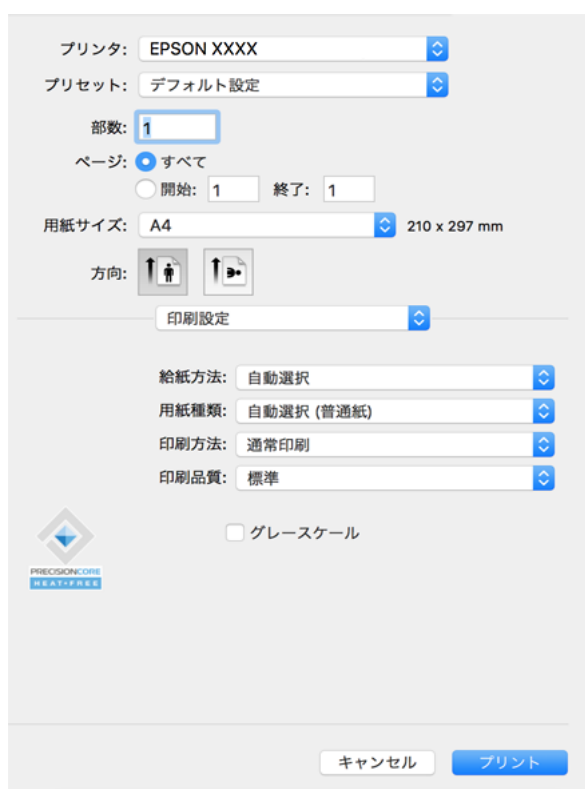 プリンタ: EPSON XXXX
プリセット: デフォルト設定
部数: 1
ページ: すべて
開始: 1 終了: 1
用紙サイズ: A4 210 x 297 mm
方向:
印刷設定
給紙方法: 自動選択
用紙種類: 自動選択 (普通紙)
印刷方法: 通常印刷
印刷品質: 標準
グレースケール
PRECISIONCORE
HEAT-FREE
キャンセル プリント